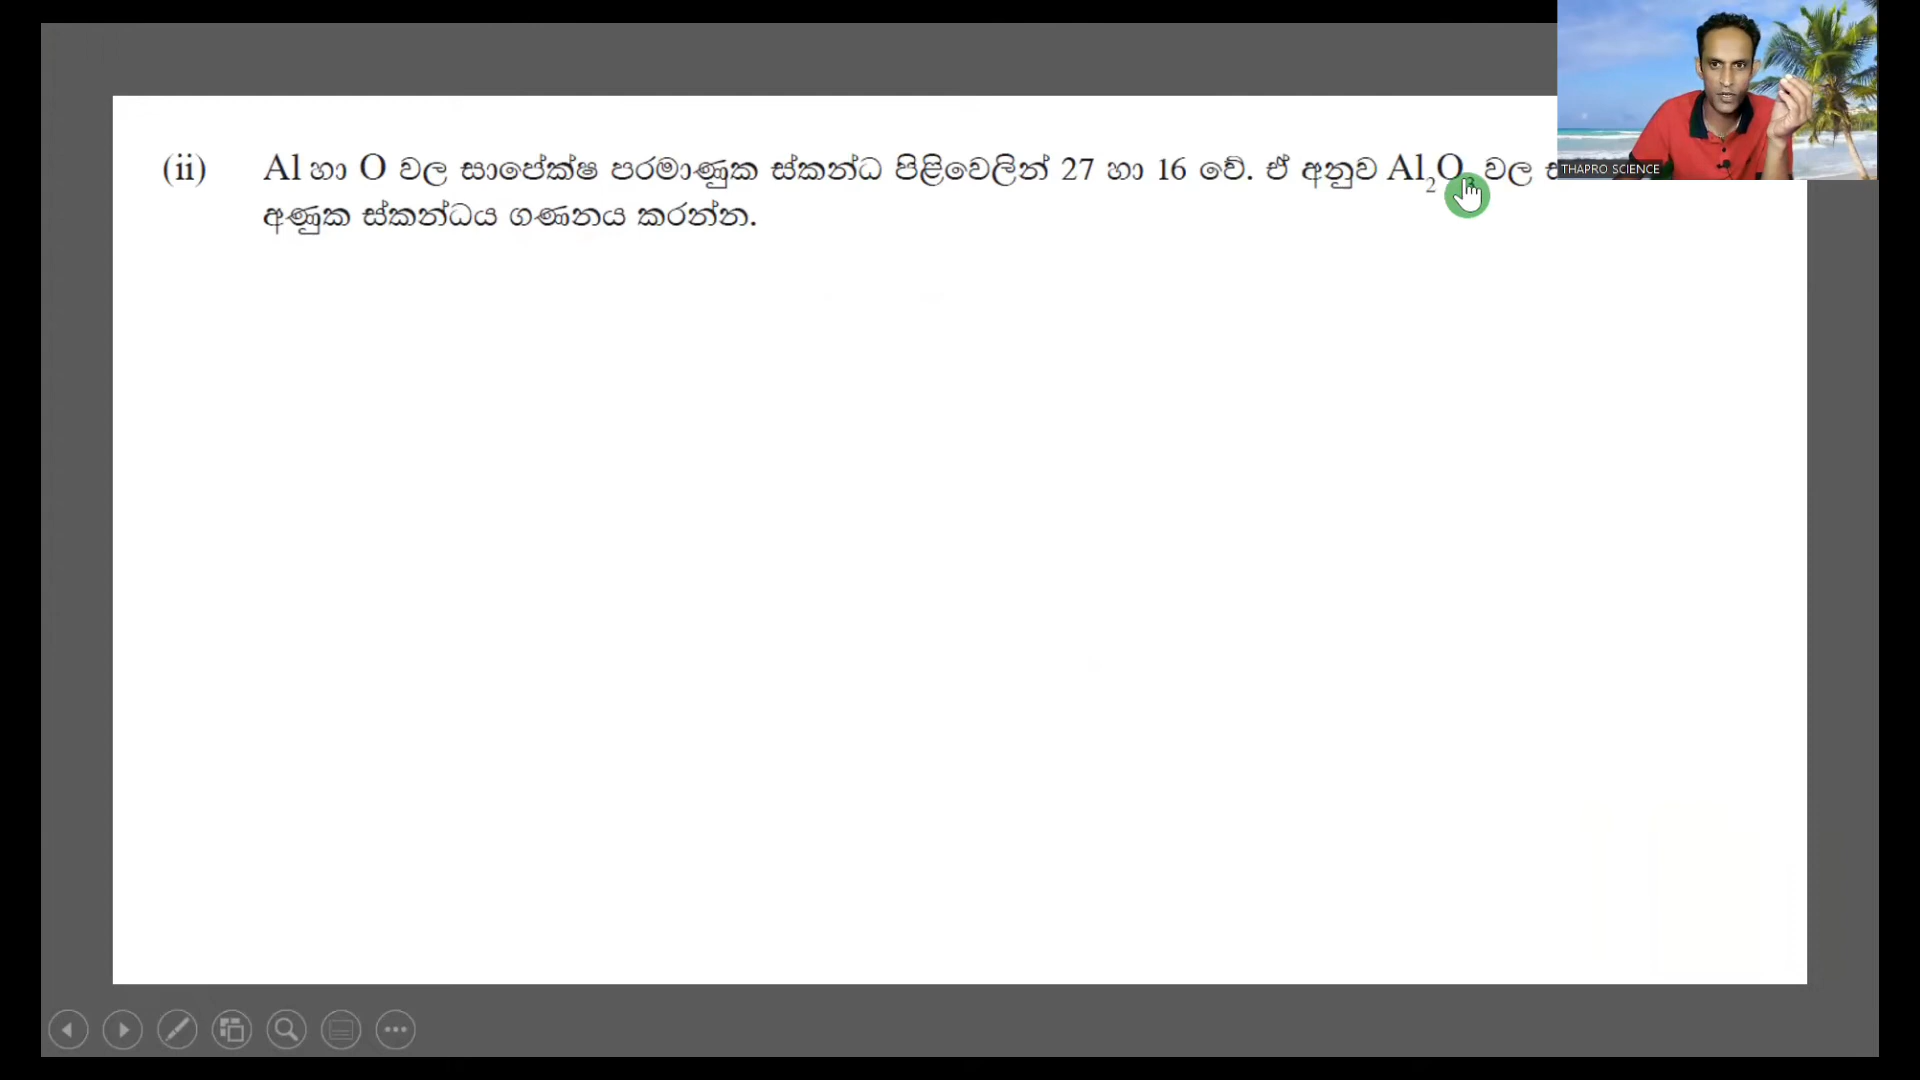 THAPRO SCIENCE
(ii) Al හා O වල සාපේක්ෂ පරමාණුක ස්කන්ධ පිළිවෙලින් 27 හා 16 වේ. ඒ අනුව Al₂O₃ වල
අණුක ස්කන්ධය ගණනය කරන්න.